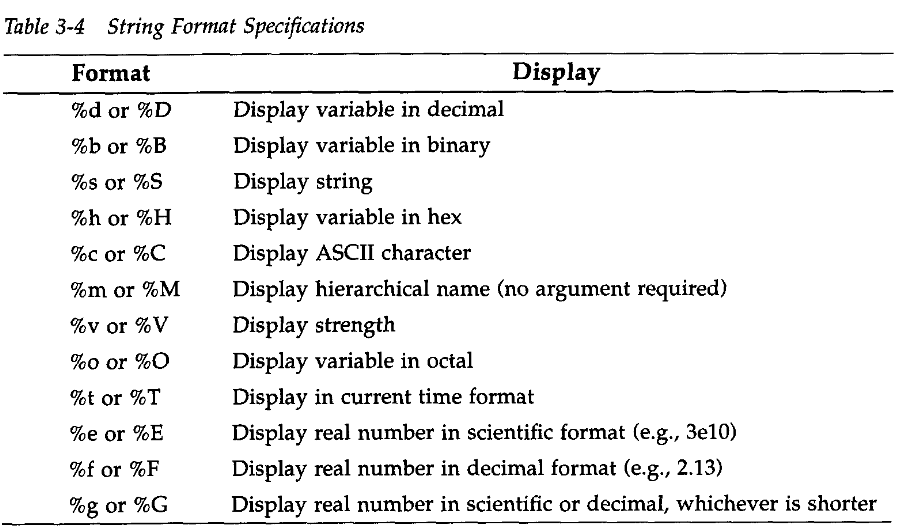 Table 3-4 String Format Specifications
Format Display
%d or %D Display variable in decimal
%b or %B Display variable in binary
%s or %S Display string
%h or %H Display variable in hex
%c or %C Display ASCII character
%m or %M Display hierarchical name (no argument required)
%v or %V Display strength
%o or %O Display variable in octal
%t or %T Display in current time format
%e or %E Display real number in scientific format (e.g., 3e10)
%f or %F Display real number in decimal format (e.g., 2.13)
%g or %G Display real number in scientific or decimal, whichever is shorter